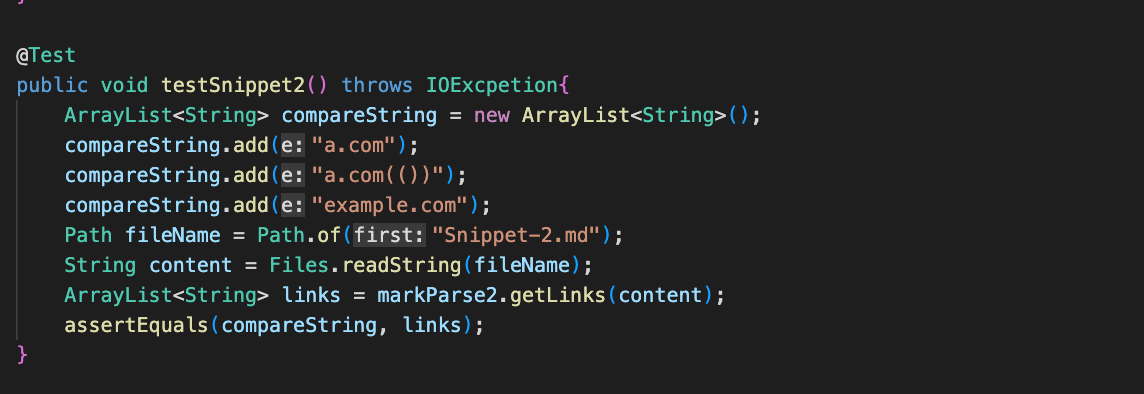 }
@Test
public void testSnippet2() throws IOExcpetion{
    ArrayList<String> compareString = new ArrayList<String>();
    compareString.add(e: "a.com");
    compareString.add(e: "a.com(())");
    compareString.add(e: "example.com");
    Path fileName = Path.of(first: "Snippet-2.md");
    String content = Files.readString(fileName);
    ArrayList<String> links = markParse2.getLinks(content);
    assertEquals(compareString, links);
}